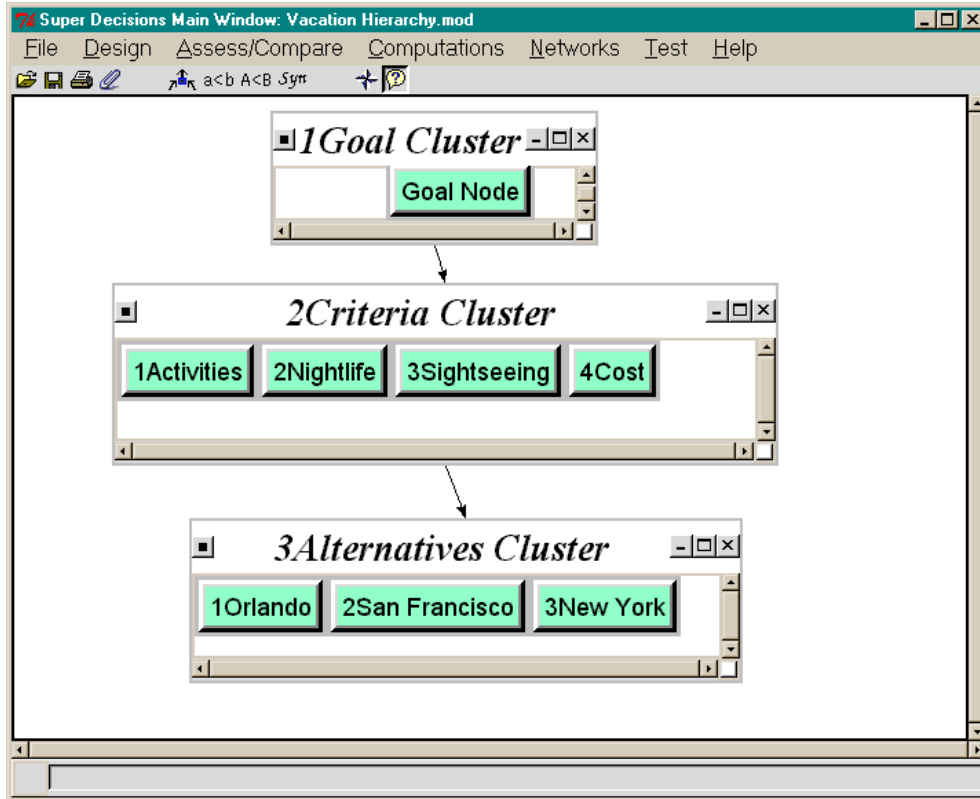 Super Decisions Main Window: Vacation Hierarchy.mod
File Design Assess/Compare Computations Networks Test Help
a<b A<B Syn
1Goal Cluster
Goal Node
2Criteria Cluster
1Activities 2Nightlife 3Sightseeing 4Cost
3Alternatives Cluster
1Orlando 2San Francisco 3New York